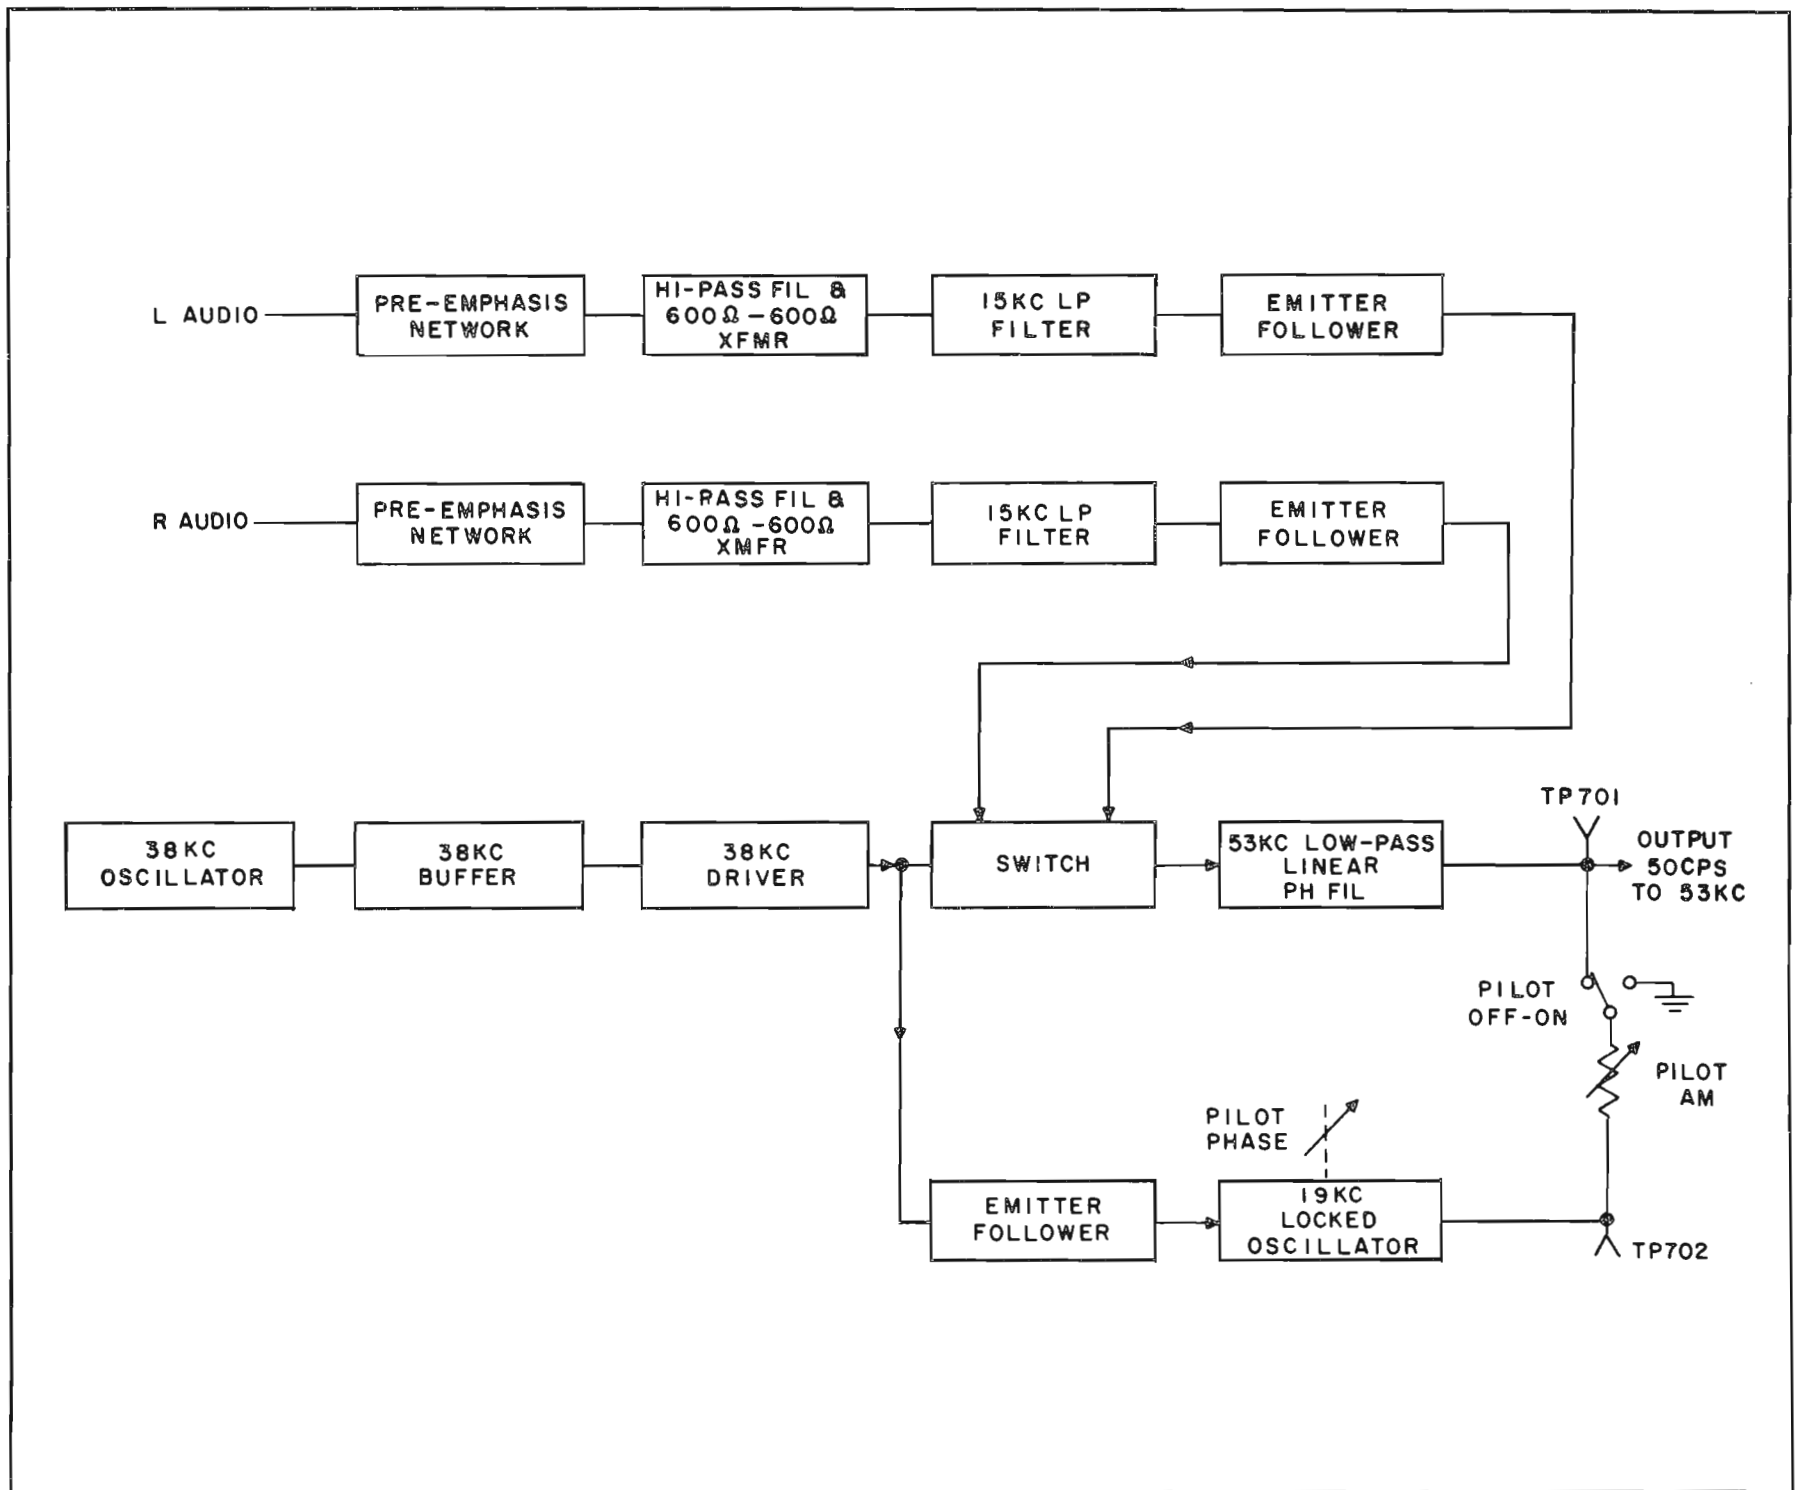 L AUDIO
PRE-EMPHASIS
NETWORK
HI-PASS FIL &
600Ω-600Ω
XFMR
15KC LP
FILTER
EMITTER
FOLLOWER
R AUDIO
PRE-EMPHASIS
NETWORK
HI-PASS FIL &
600Ω-600Ω
XMFR
15KC LP
FILTER
EMITTER
FOLLOWER
38KC
OSCILLATOR
38KC
BUFFER
38KC
DRIVER
SWITCH
53KC LOW-PASS
LINEAR
PH FIL
TP701
OUTPUT
50CPS
TO 53KC
PILOT
OFF-ON
PILOT
AM
PILOT
PHASE
EMITTER
FOLLOWER
19KC
LOCKED
OSCILLATOR
TP702